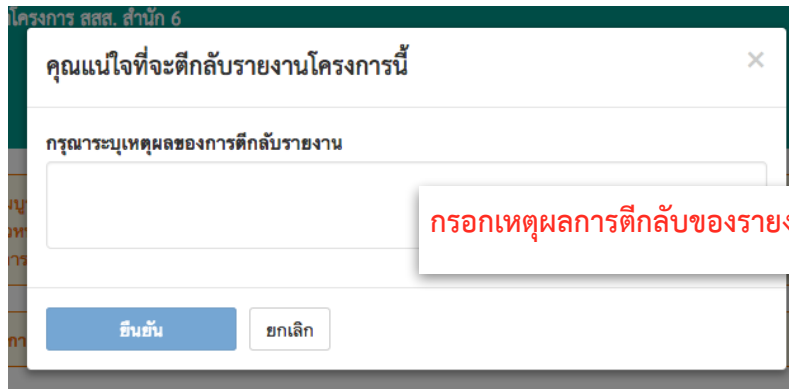 โครงการ สสส. สำนัก 6
คุณแน่ใจที่จะตีกลับรายงานโครงการนี้
×
กรุณาระบุเหตุผลของการตีกลับรายงาน
กรอกเหตุผลการตีกลับของราย
ยืนยัน
ยกเลิก